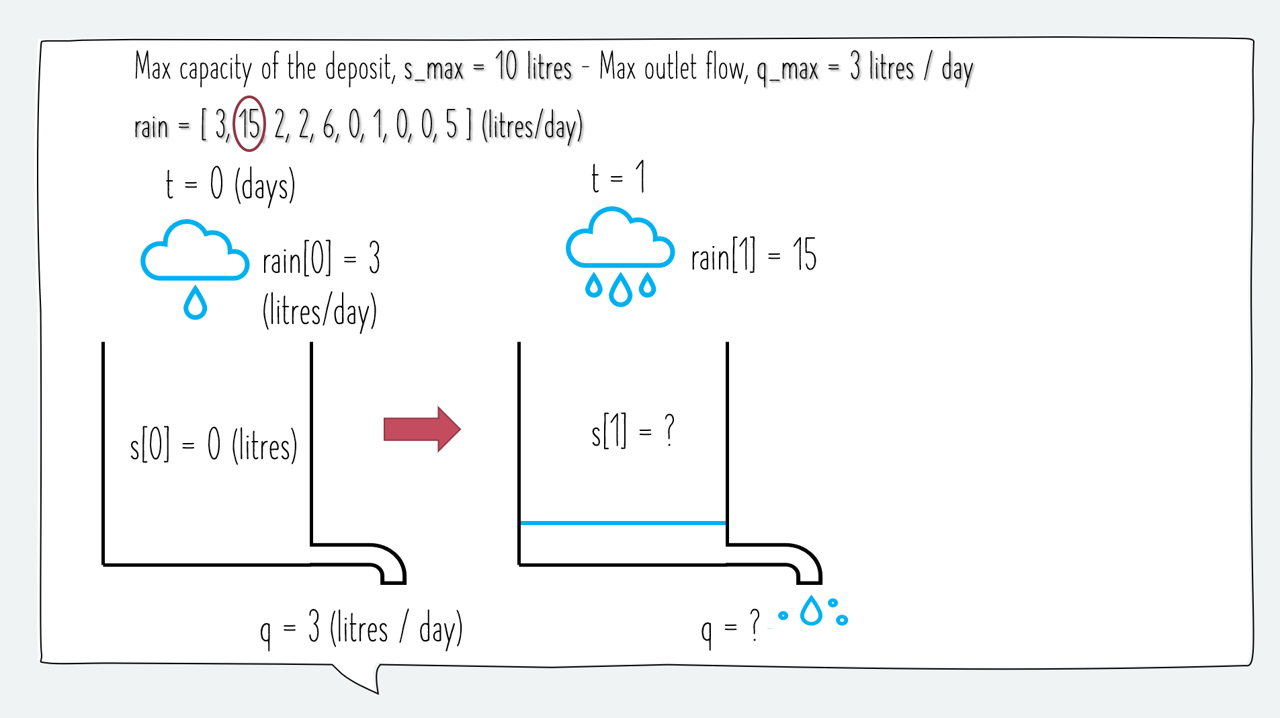 Max capacity of the deposit, s_max = 10 litres - Max outlet flow, q_max = 3 litres / day
rain = [ 3, 15 2, 2, 6, 0, 1, 0, 0, 5 ] (litres/day)
t = 0 (days)
t = 1
rain[0] = 3
(litres/day)
rain[1] = 15
s[0] = 0 (litres)
s[1] = ?
q = 3 (litres / day)
q = ?